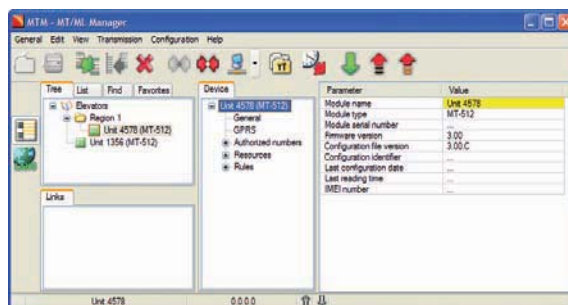 MTM - MT/ML Manager
General Edit View Transmission Configuration Help
Tree List Find Favorites
Elevators
Region 1
Unit 4578 (MT-512)
Unit 1356 (MT-512)
Links
Device
Unit 4578 (MT-512)
General
GPRS
Authorized numbers
Resources
Rules
Parameter Value
Module name Unit 4578
Module type MT-512
Module serial number ...
Firmware version 3.00
Configuration file version 3.00.C
Configuration identifier ...
Last configuration date ...
Last reading time ...
IMEI number ...
Unit 4578 0.0.0.0